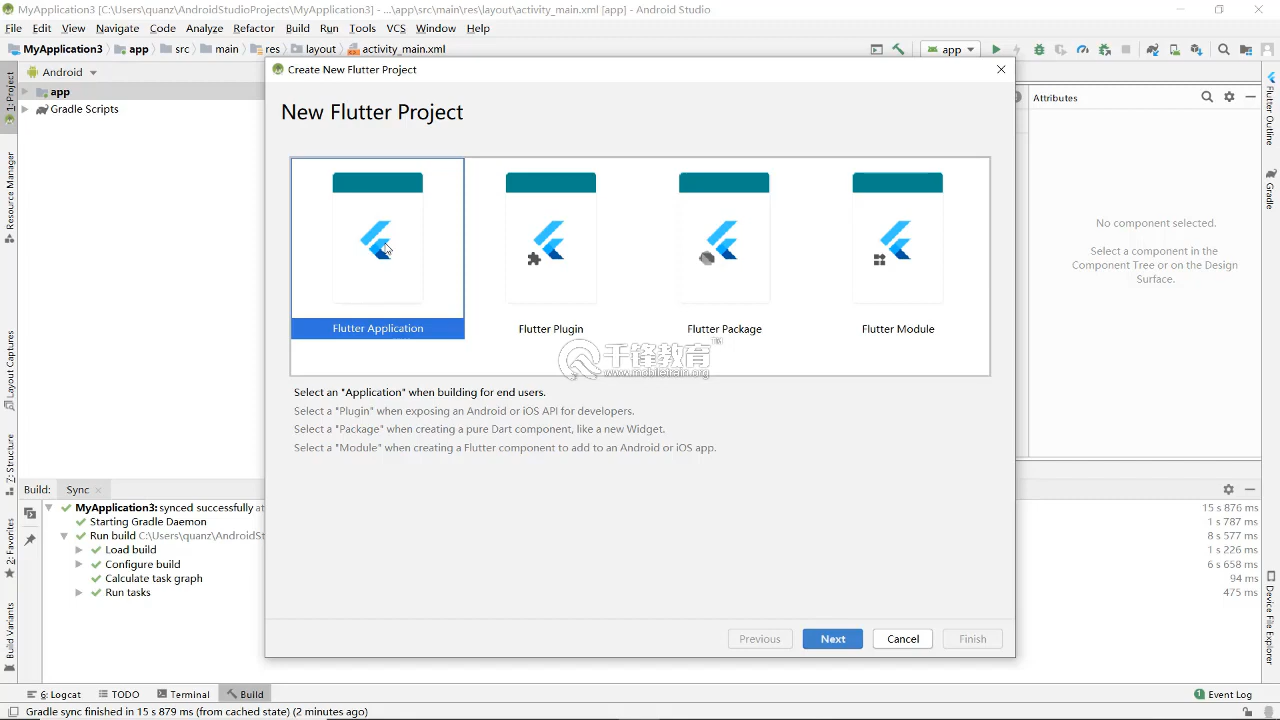 MyApplication3 [C:\Users\quanz\AndroidStudioProjects\MyApplication3] - ...\app\src\main\res\layout\activity_main.xml [app] - Android Studio
File Edit View Navigate Code Analyze Refactor Build Run Tools VCS Window Help
MyApplication3 app src main res layout activity_main.xml app
Android
app
Gradle Scripts
1: Project
Resource Manager
Layout Captures
7: Structure
2: Favorites
Build Variants
Create New Flutter Project
New Flutter Project
Flutter Application
Flutter Plugin
Flutter Package
Flutter Module
千锋教育 TM
www.mobiletrain.org
Select an "Application" when building for end users.
Select a "Plugin" when exposing an Android or iOS API for developers.
Select a "Package" when creating a pure Dart component, like a new Widget.
Select a "Module" when creating a Flutter component to add to an Android or iOS app.
Previous Next Cancel Finish
Attributes
No component selected.
Select a component in the
Component Tree or on the Design
Surface.
Flutter Outline
Gradle
Device File Explorer
Build: Sync
MyApplication3: synced successfully 15 s 876 ms
Starting Gradle Daemon 1 s 787 ms
Run build C:\Users\quanz\AndroidSt 8 s 577 ms
Load build 1 s 226 ms
Configure build 6 s 658 ms
Calculate task graph 94 ms
Run tasks 475 ms
6: Logcat TODO Terminal Build 1 Event Log
Gradle sync finished in 15 s 879 ms (from cached state) (2 minutes ago)